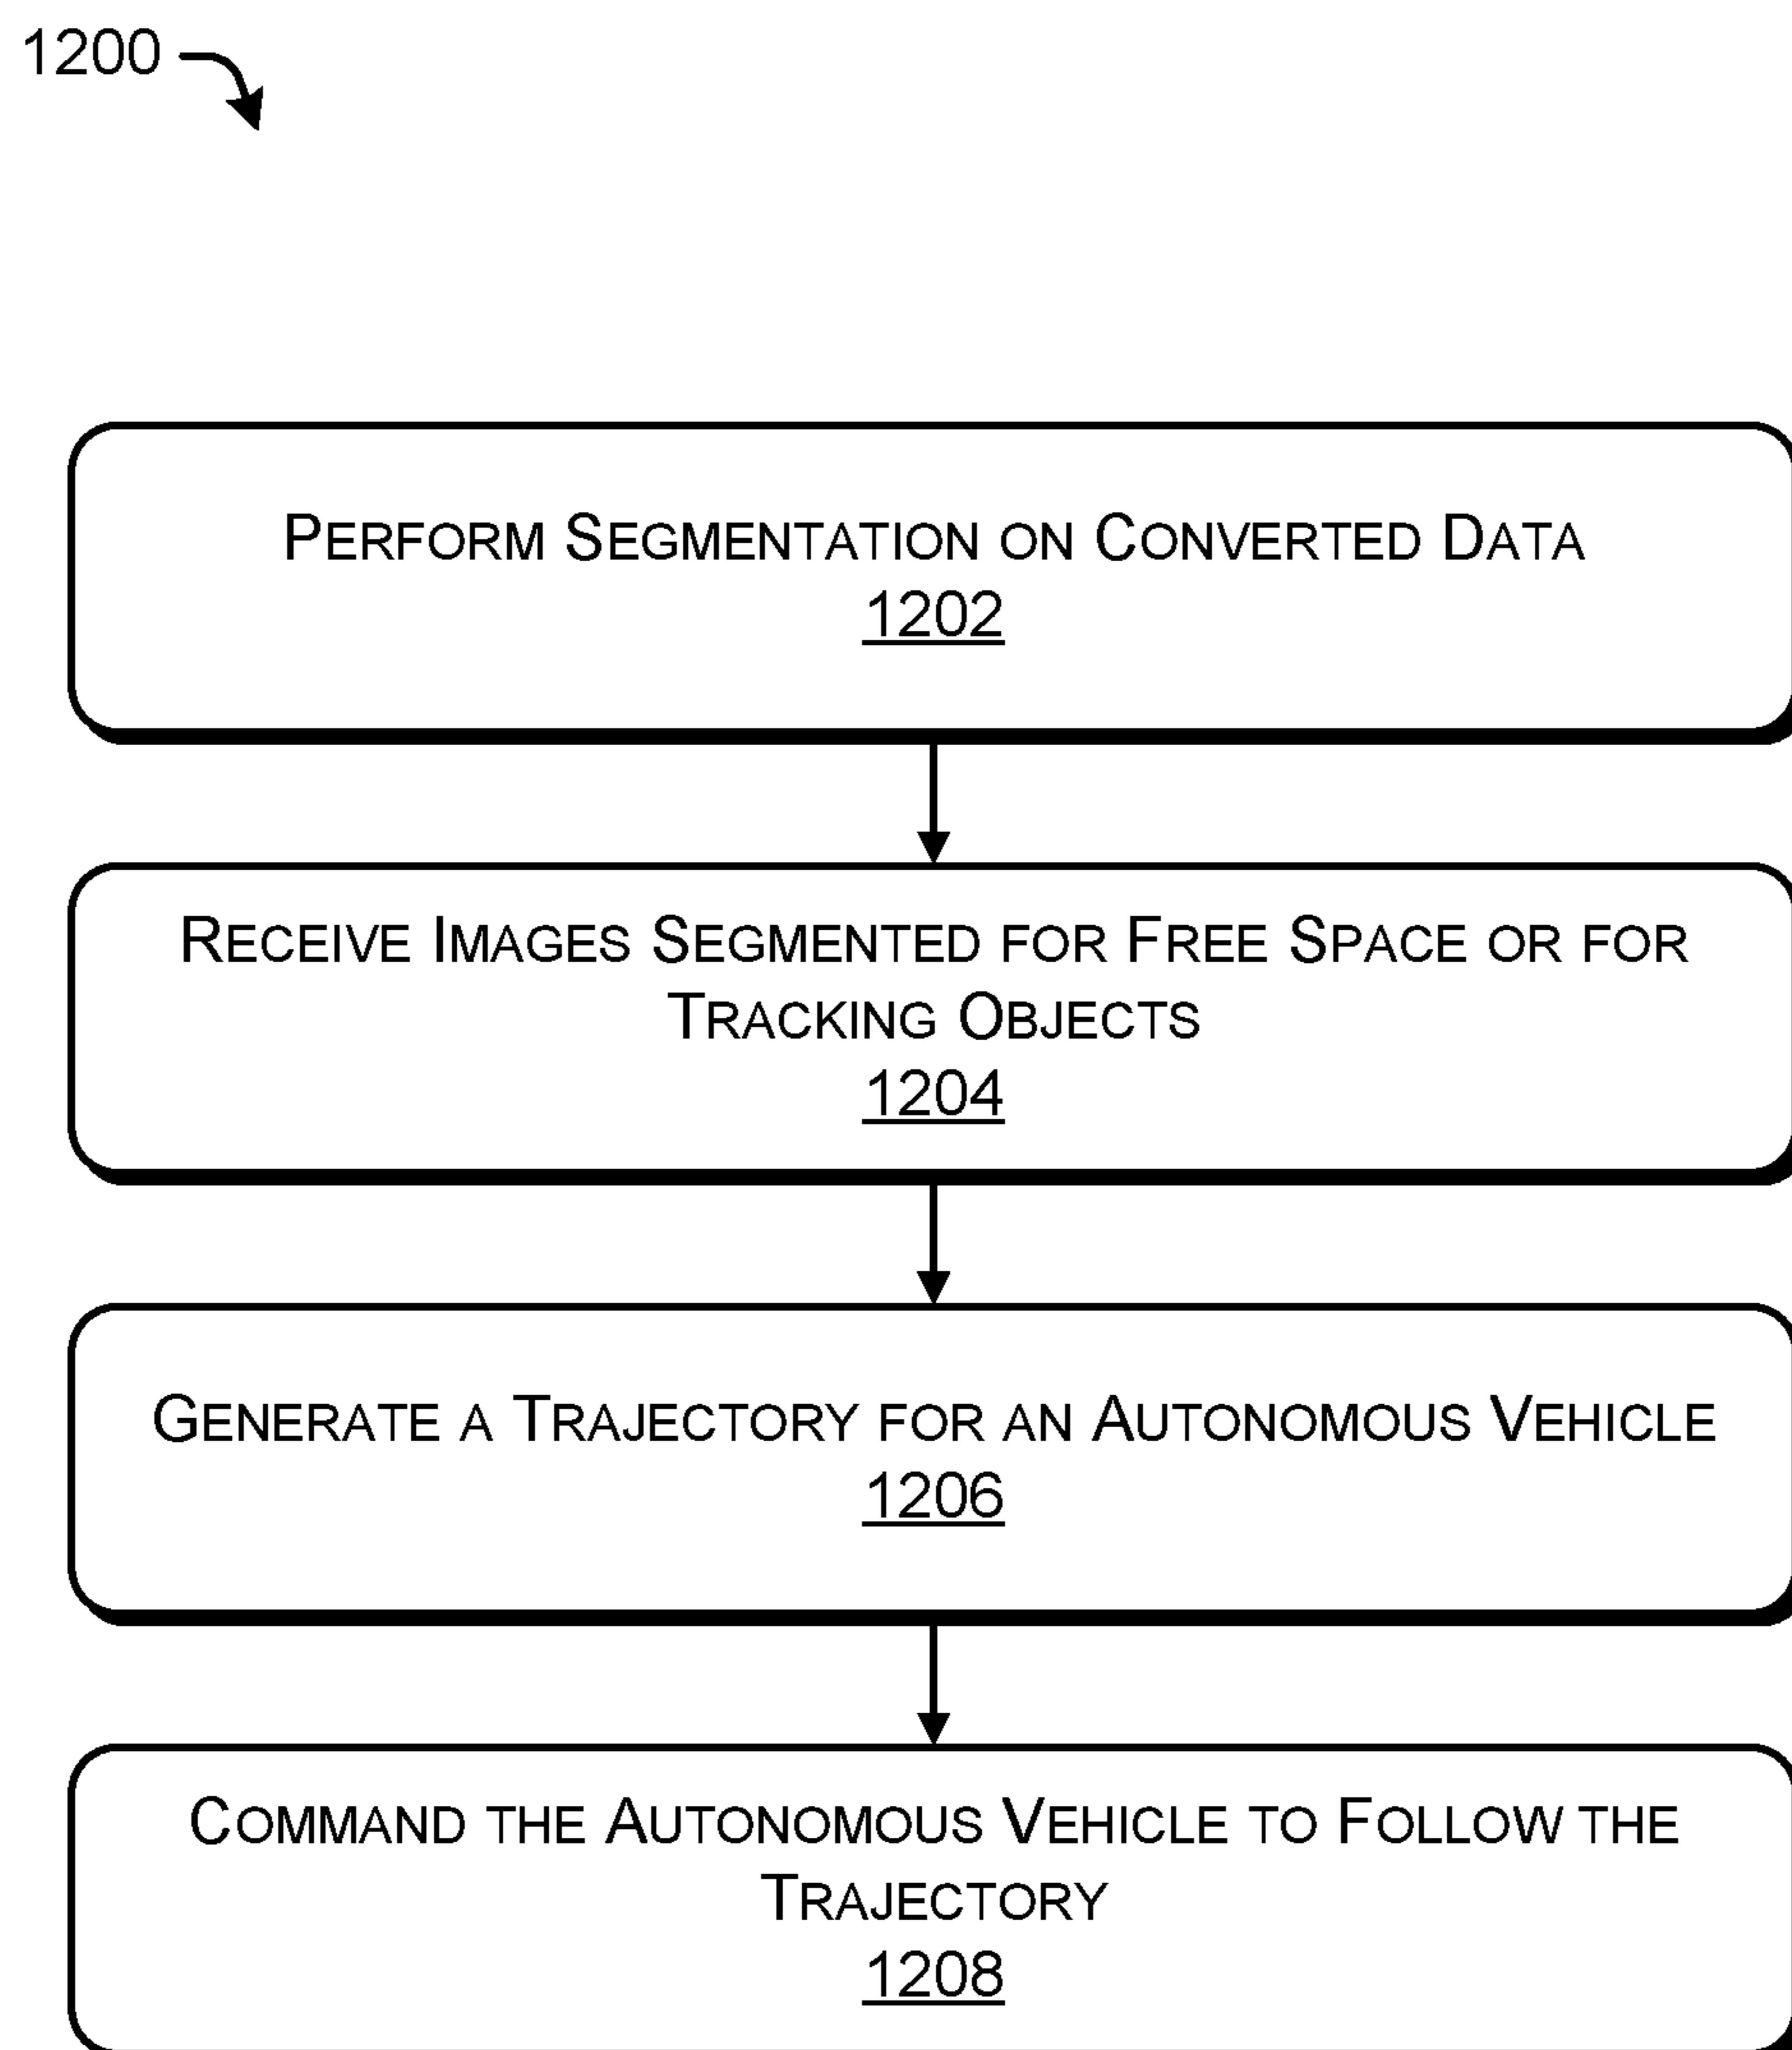 1200
PERFORM SEGMENTATION ON CONVERTED DATA
1202
RECEIVE IMAGES SEGMENTED FOR FREE SPACE OR FOR
TRACKING OBJECTS
1204
GENERATE A TRAJECTORY FOR AN AUTONOMOUS VEHICLE
1206
COMMAND THE AUTONOMOUS VEHICLE TO FOLLOW THE
TRAJECTORY
1208